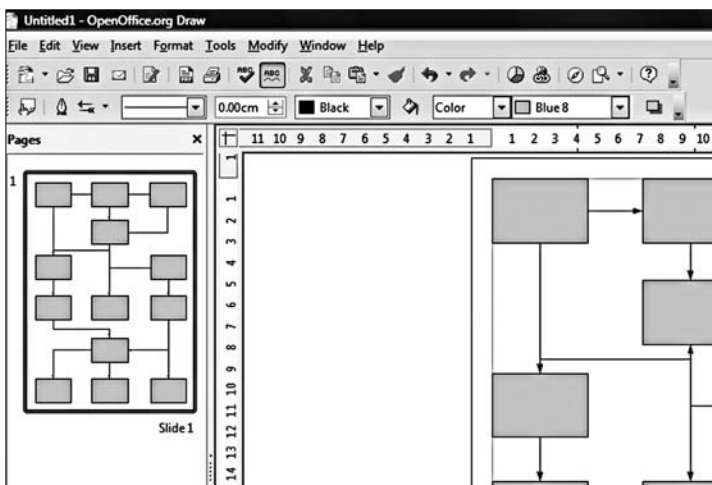 Untitled1 - OpenOffice.org Draw
File Edit View Insert Format Tools Modify Window Help
ABC ABC
0.00cm Black Color Blue 8
Pages
11 10 9 8 7 6 5 4 3 2 1 1 2 3 4 5 6 7 8 9 10
1
Slide 1
1
1
2
3
4
5
6
7
8
9
10
11
12
13
14